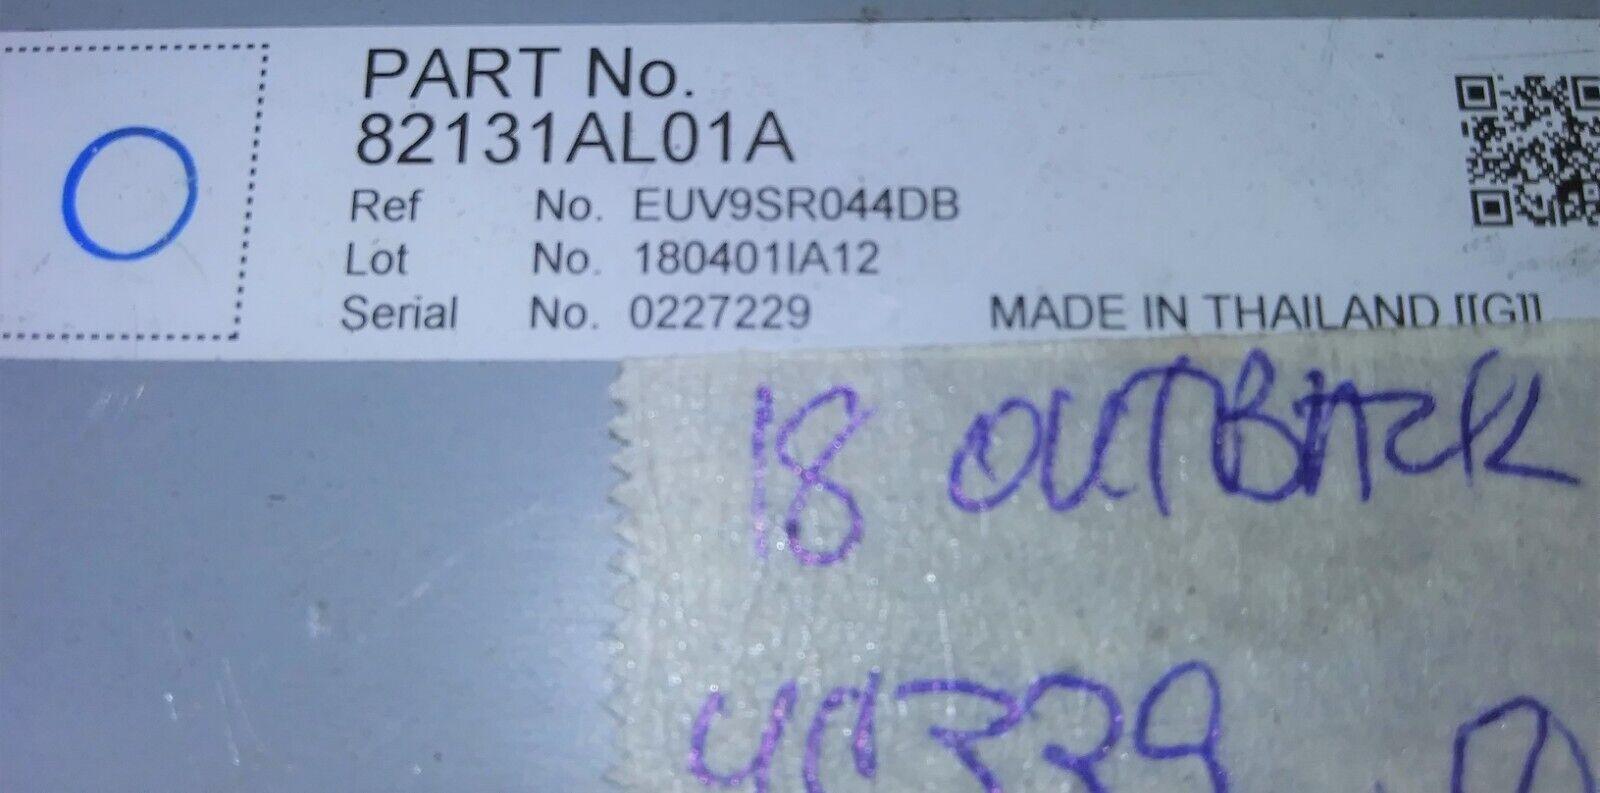 PART No.
82131AL01A
Ref No. EUV9SR044DB
Lot No. 180401IA12
Serial No. 0227229 MADE IN THAILAND [[G]]
18 OUTBACK